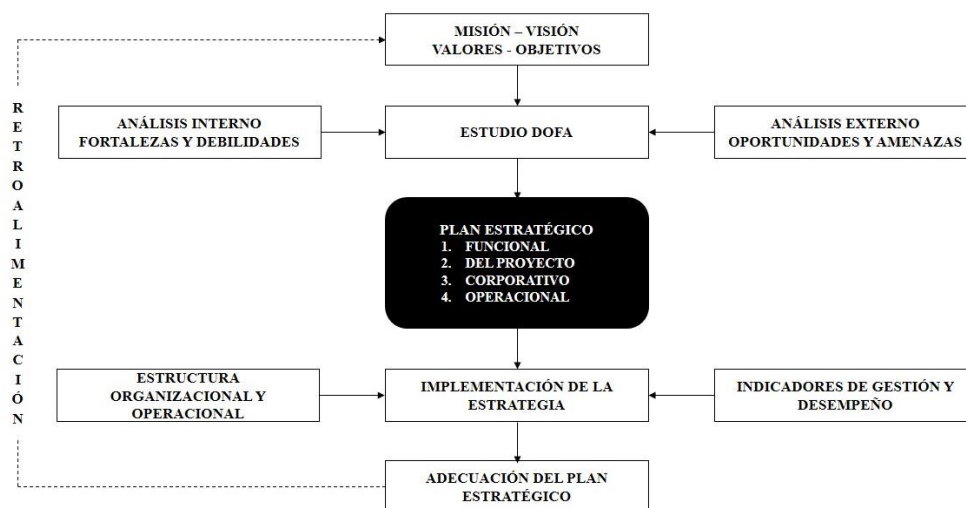 MISIÓN – VISIÓN
VALORES - OBJETIVOS
RETROALIMENTACIÓN
ANÁLISIS INTERNO
FORTALEZAS Y DEBILIDADES
ESTUDIO DOFA
ANÁLISIS EXTERNO
OPORTUNIDADES Y AMENAZAS
PLAN ESTRATÉGICO
1. FUNCIONAL
2. DEL PROYECTO
3. CORPORATIVO
4. OPERACIONAL
ESTRUCTURA
ORGANIZACIONAL Y
OPERACIONAL
IMPLEMENTACIÓN DE LA
ESTRATEGIA
INDICADORES DE GESTIÓN Y
DESEMPEÑO
ADECUACIÓN DEL PLAN
ESTRATÉGICO